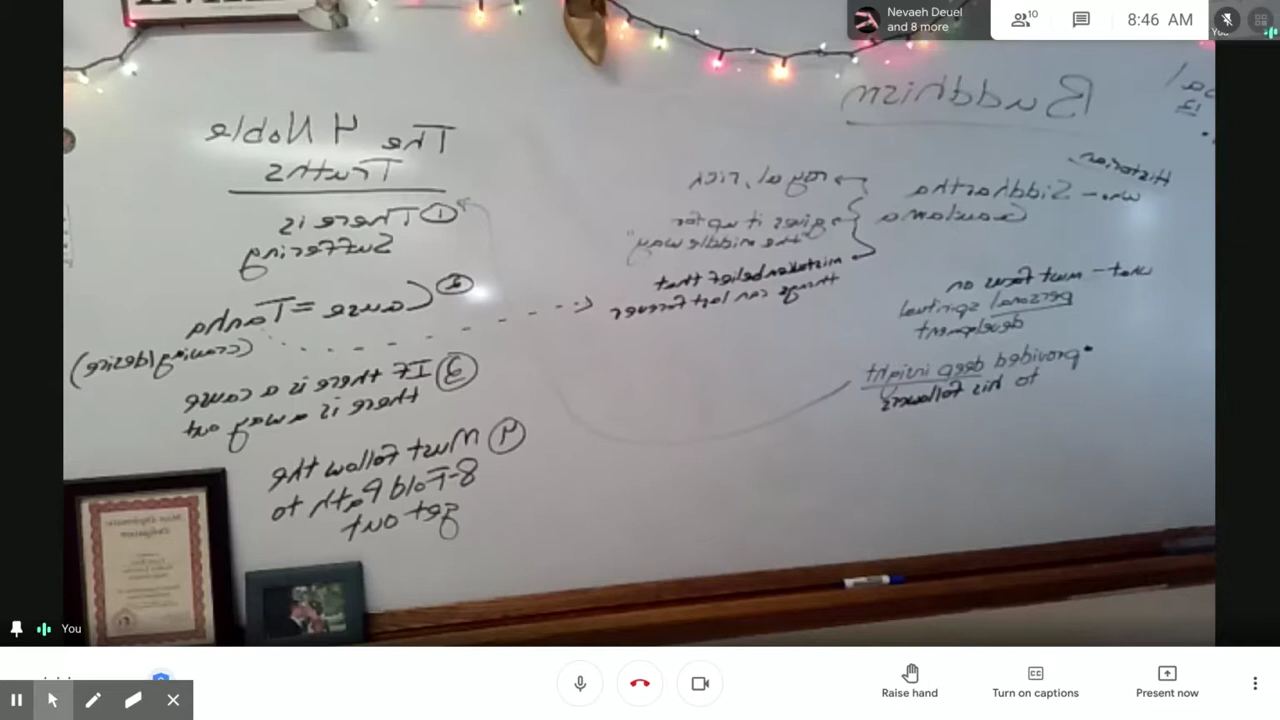 Nevaeh Deuel
and 8 more
10
8:46 AM
You
Buddhism
Historian
Who - Siddhartha
Gautama
royal, rich
gives it up for
"the middle way"
mistaken belief that
things can last forever
What - must focus on
personal spiritual
development
provided deep insight
to his followers
The 4 Noble
Truths
① There is
Suffering
② Cause = Tanha
(craving/desire)
③ If there is a cause
there is a way out
④ Must follow the
8-Fold Path to
get out
You
Raise hand
CC
Turn on captions
Present now